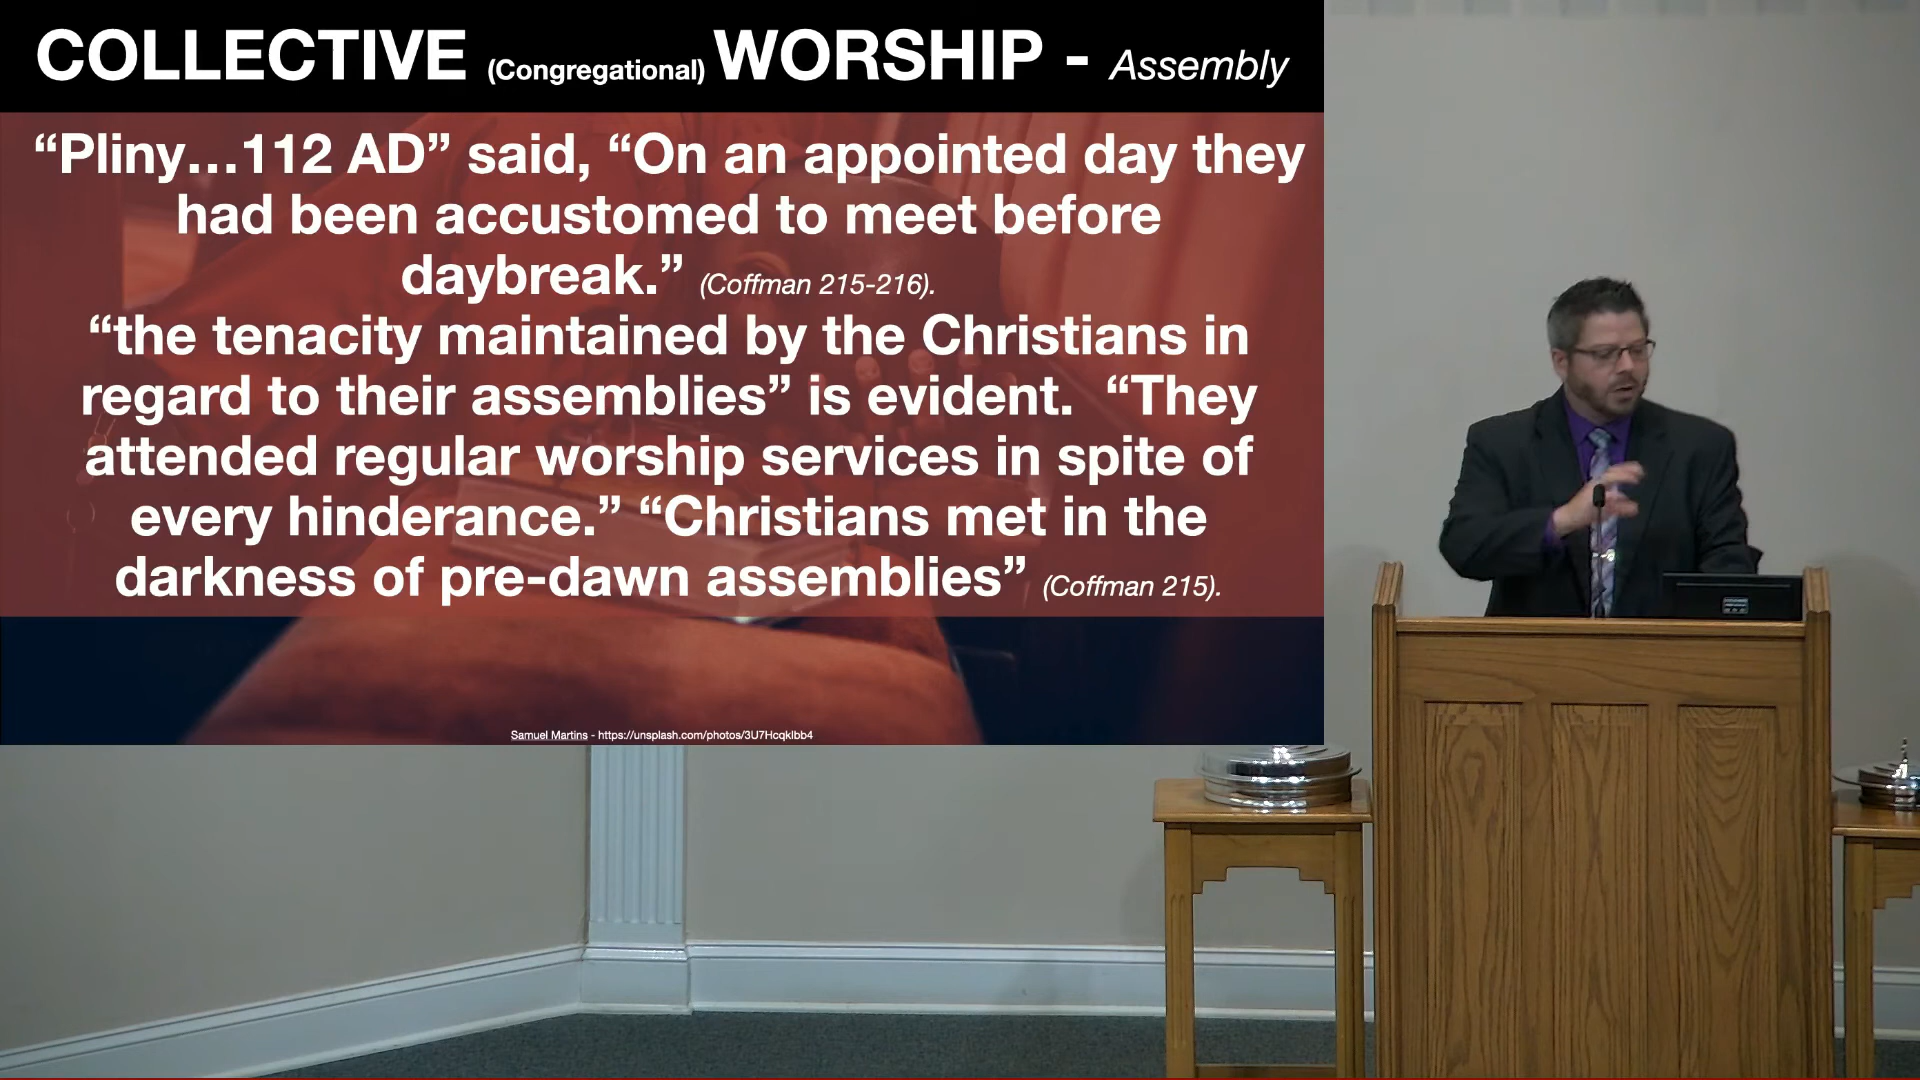 COLLECTIVE (Congregational) WORSHIP - Assembly
“Pliny…112 AD” said, “On an appointed day they
had been accustomed to meet before
daybreak.” (Coffman 215-216).
“the tenacity maintained by the Christians in
regard to their assemblies” is evident.  “They
attended regular worship services in spite of
every hinderance.” “Christians met in the
darkness of pre-dawn assemblies” (Coffman 215).
Samuel Martins - https://unsplash.com/photos/3U7HcqkIbb4